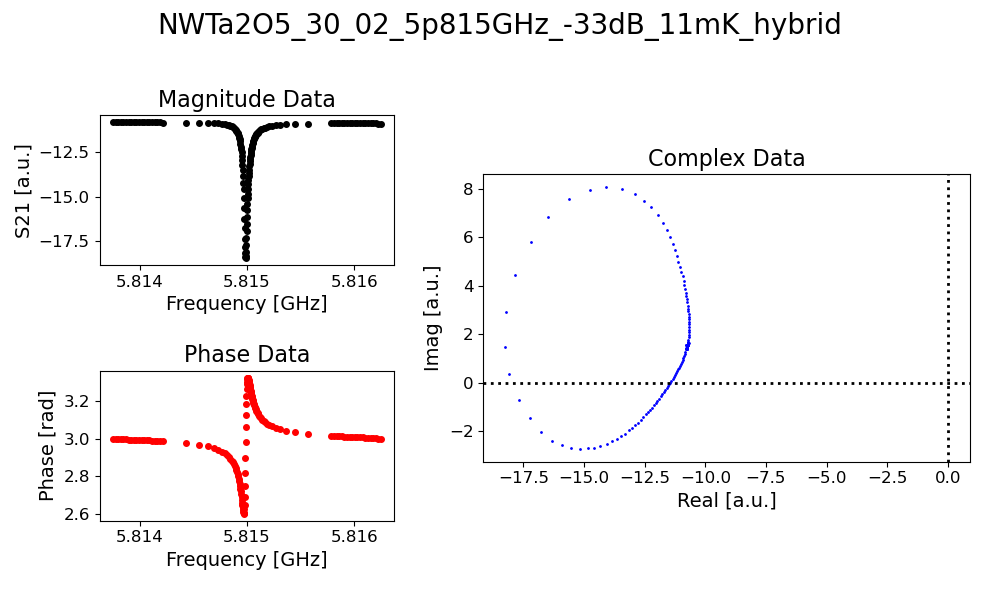 NWTa2O5_30_02_5p815GHz_-33dB_11mK_hybrid
Magnitude Data
S21 [a.u.]
−12.5
−15.0
−17.5
5.814 5.815 5.816
Frequency [GHz]
Phase Data
Phase [rad]
3.2
3.0
2.8
2.6
5.814 5.815 5.816
Frequency [GHz]
Complex Data
Imag [a.u.]
8
6
4
2
0
−2
−17.5 −15.0 −12.5 −10.0 −7.5 −5.0 −2.5 0.0
Real [a.u.]